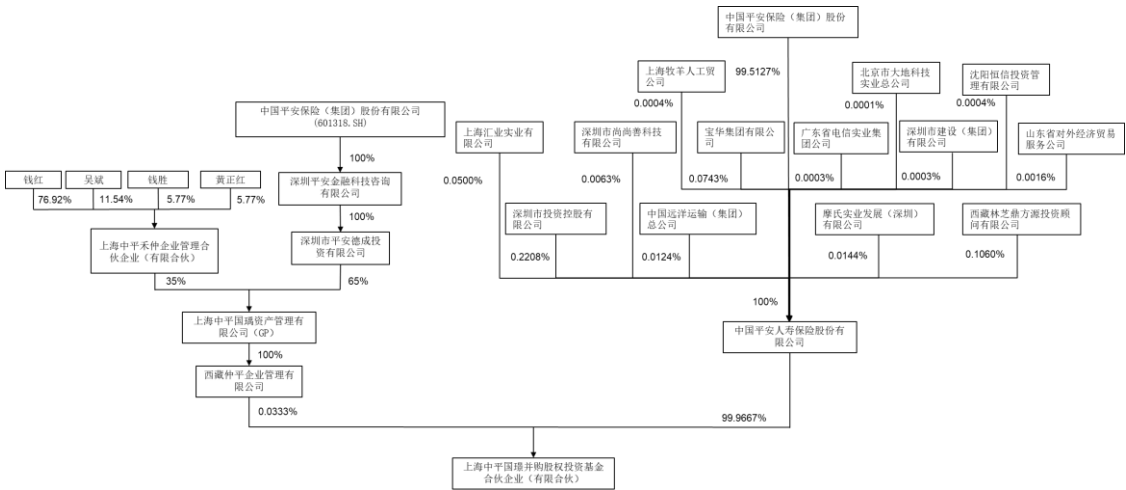 中国平安保险（集团）股份
有限公司
99.5127%
上海牧羊人工贸
公司
0.0004%
北京市大地科技
实业总公司
0.0001%
沈阳恒信投资管
理有限公司
0.0004%
中国平安保险（集团）股份有限公司
(601318.SH)
100%
上海汇业实业有
限公司
0.0500%
深圳市尚尚善科技
有限公司
0.0063%
宝华集团有限公
司
0.0743%
广东省电信实业集
团公司
0.0003%
深圳市建设（集团）
有限公司
0.0003%
山东省对外经济贸易
服务公司
0.0016%
钱红
76.92%
吴斌
11.54%
钱胜
5.77%
黄正红
5.77%
深圳平安金融科技咨询
有限公司
100%
深圳市投资控股有
限公司
0.2208%
中国远洋运输（集团）
总公司
0.0124%
摩氏实业发展（深圳）
有限公司
0.0144%
西藏林芝鼎方源投资顾
问有限公司
0.1060%
上海中平禾仲企业管理合
伙企业（有限合伙）
35%
深圳市平安德成投
资有限公司
65%
100%
上海中平国瑀资产管理有
限公司（GP）
100%
中国平安人寿保险股份有
限公司
西藏仲平企业管理有
限公司
0.0333%
99.9667%
上海中平国璟并购股权投资基金
合伙企业（有限合伙）